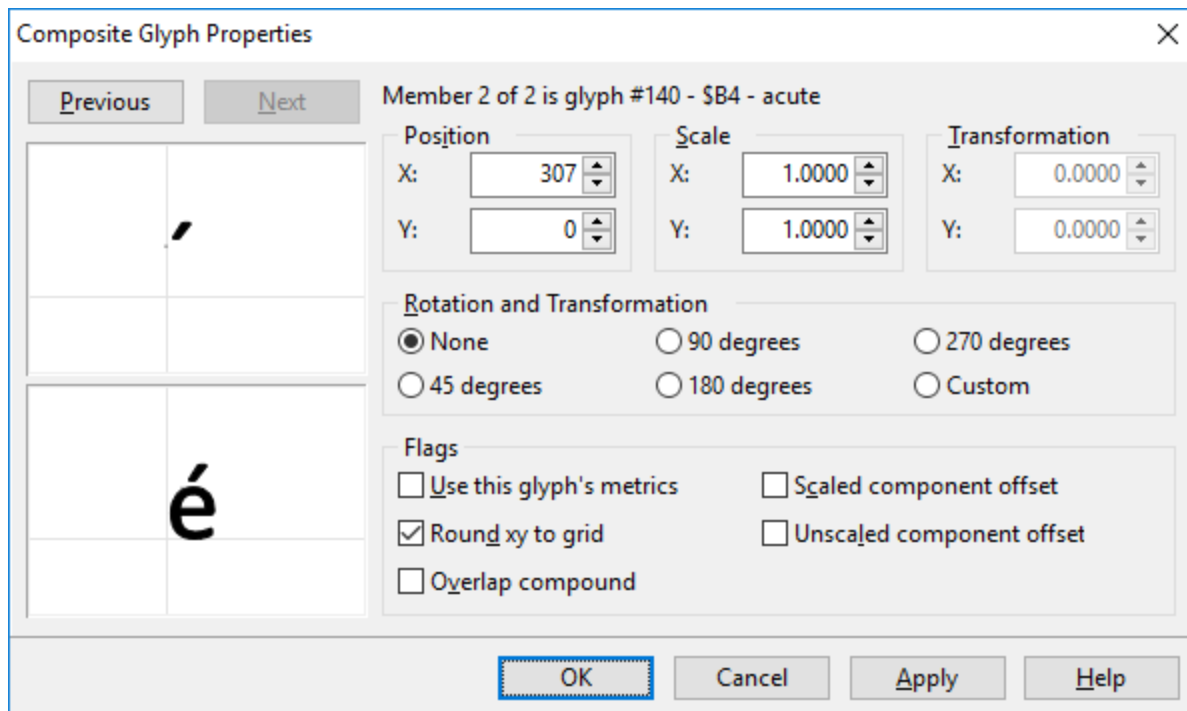 Composite Glyph Properties
Previous Next
Member 2 of 2 is glyph #140 - $B4 - acute
Position
X: 307
Y: 0
Scale
X: 1.0000
Y: 1.0000
Transformation
X: 0.0000
Y: 0.0000
Rotation and Transformation
None 90 degrees 270 degrees
45 degrees 180 degrees Custom
Flags
Use this glyph's metrics Scaled component offset
Round xy to grid Unscaled component offset
Overlap compound
´
é
OK Cancel Apply Help